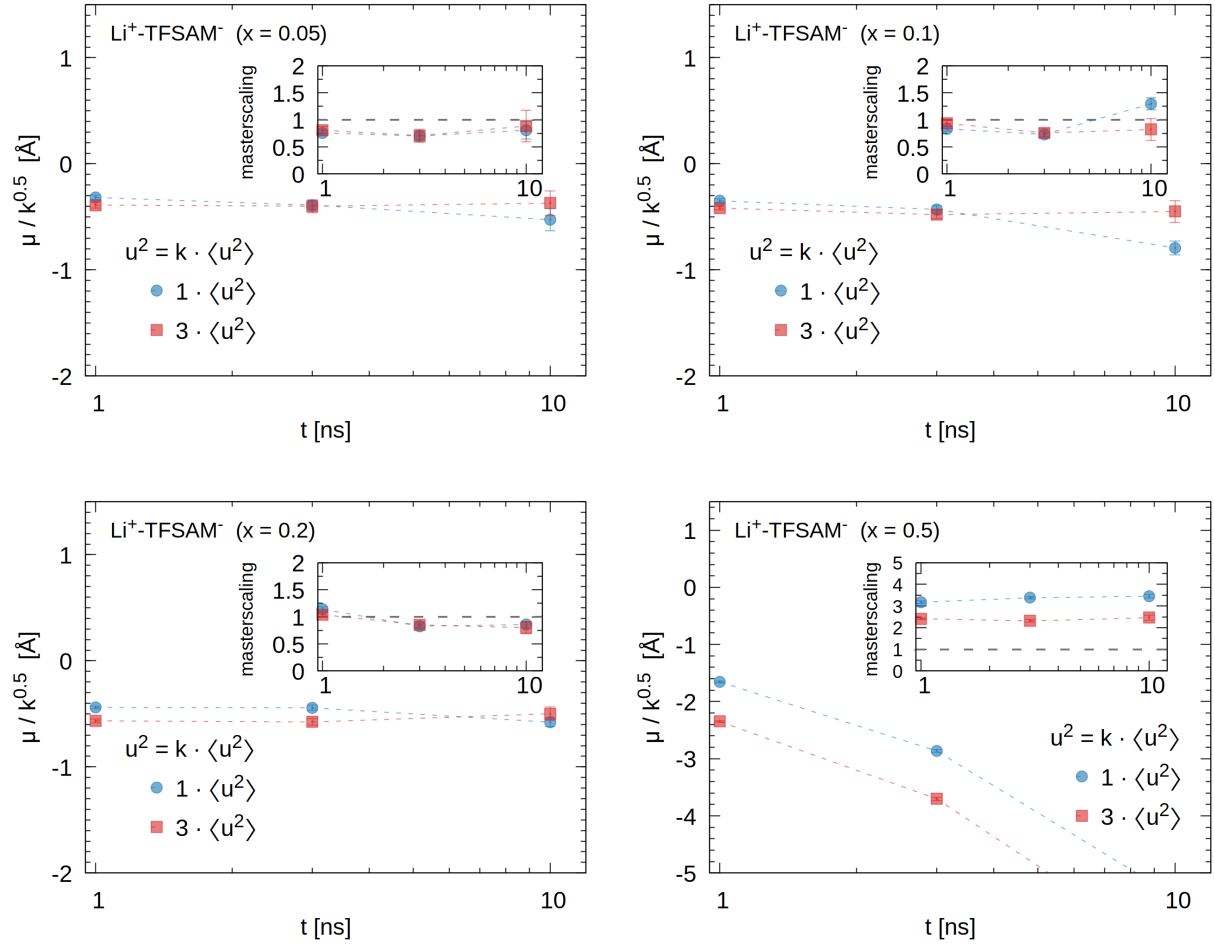 Li⁺-TFSAM⁻ (x = 0.05)
masterscaling
2
1.5
1
0.5
0
1 10
μ / k^0.5 [Å]
1
0
-1
-2
u² = k · ⟨u²⟩
1 · ⟨u²⟩
3 · ⟨u²⟩
1 10
t [ns]
Li⁺-TFSAM⁻ (x = 0.1)
masterscaling
2
1.5
1
0.5
0
1 10
μ / k^0.5 [Å]
1
0
-1
-2
u² = k · ⟨u²⟩
1 · ⟨u²⟩
3 · ⟨u²⟩
1 10
t [ns]
Li⁺-TFSAM⁻ (x = 0.2)
masterscaling
2
1.5
1
0.5
0
1 10
μ / k^0.5 [Å]
1
0
-1
-2
u² = k · ⟨u²⟩
1 · ⟨u²⟩
3 · ⟨u²⟩
1 10
t [ns]
Li⁺-TFSAM⁻ (x = 0.5)
masterscaling
5
4
3
2
1
0
1 10
μ / k^0.5 [Å]
1
0
-1
-2
-3
-4
-5
u² = k · ⟨u²⟩
1 · ⟨u²⟩
3 · ⟨u²⟩
1 10
t [ns]